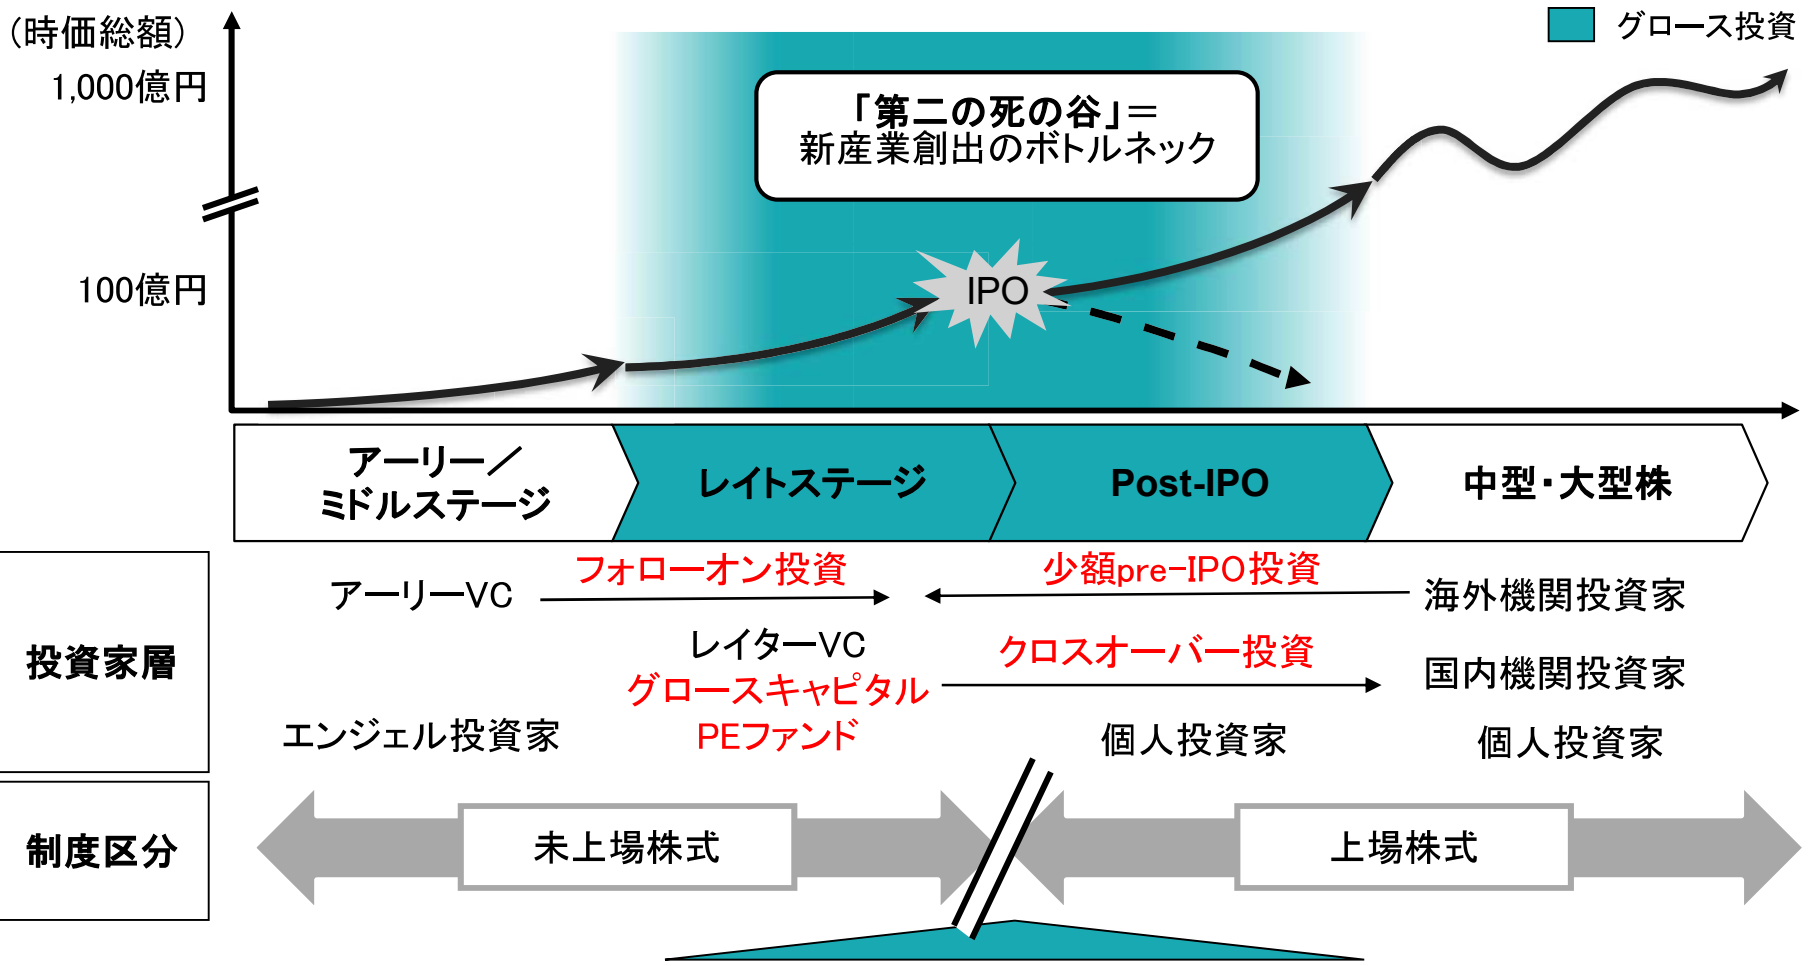 (時価総額)
グロース投資
1,000億円
「第二の死の谷」＝
新産業創出のボトルネック
100億円
IPO
アーリー／
ミドルステージ
レイトステージ
Post-IPO
中型・大型株
投資家層
アーリーVC
フォローオン投資
少額pre-IPO投資
海外機関投資家
レイターVC
グロースキャピタル
PEファンド
クロスオーバー投資
国内機関投資家
エンジェル投資家
個人投資家
個人投資家
制度区分
未上場株式
上場株式